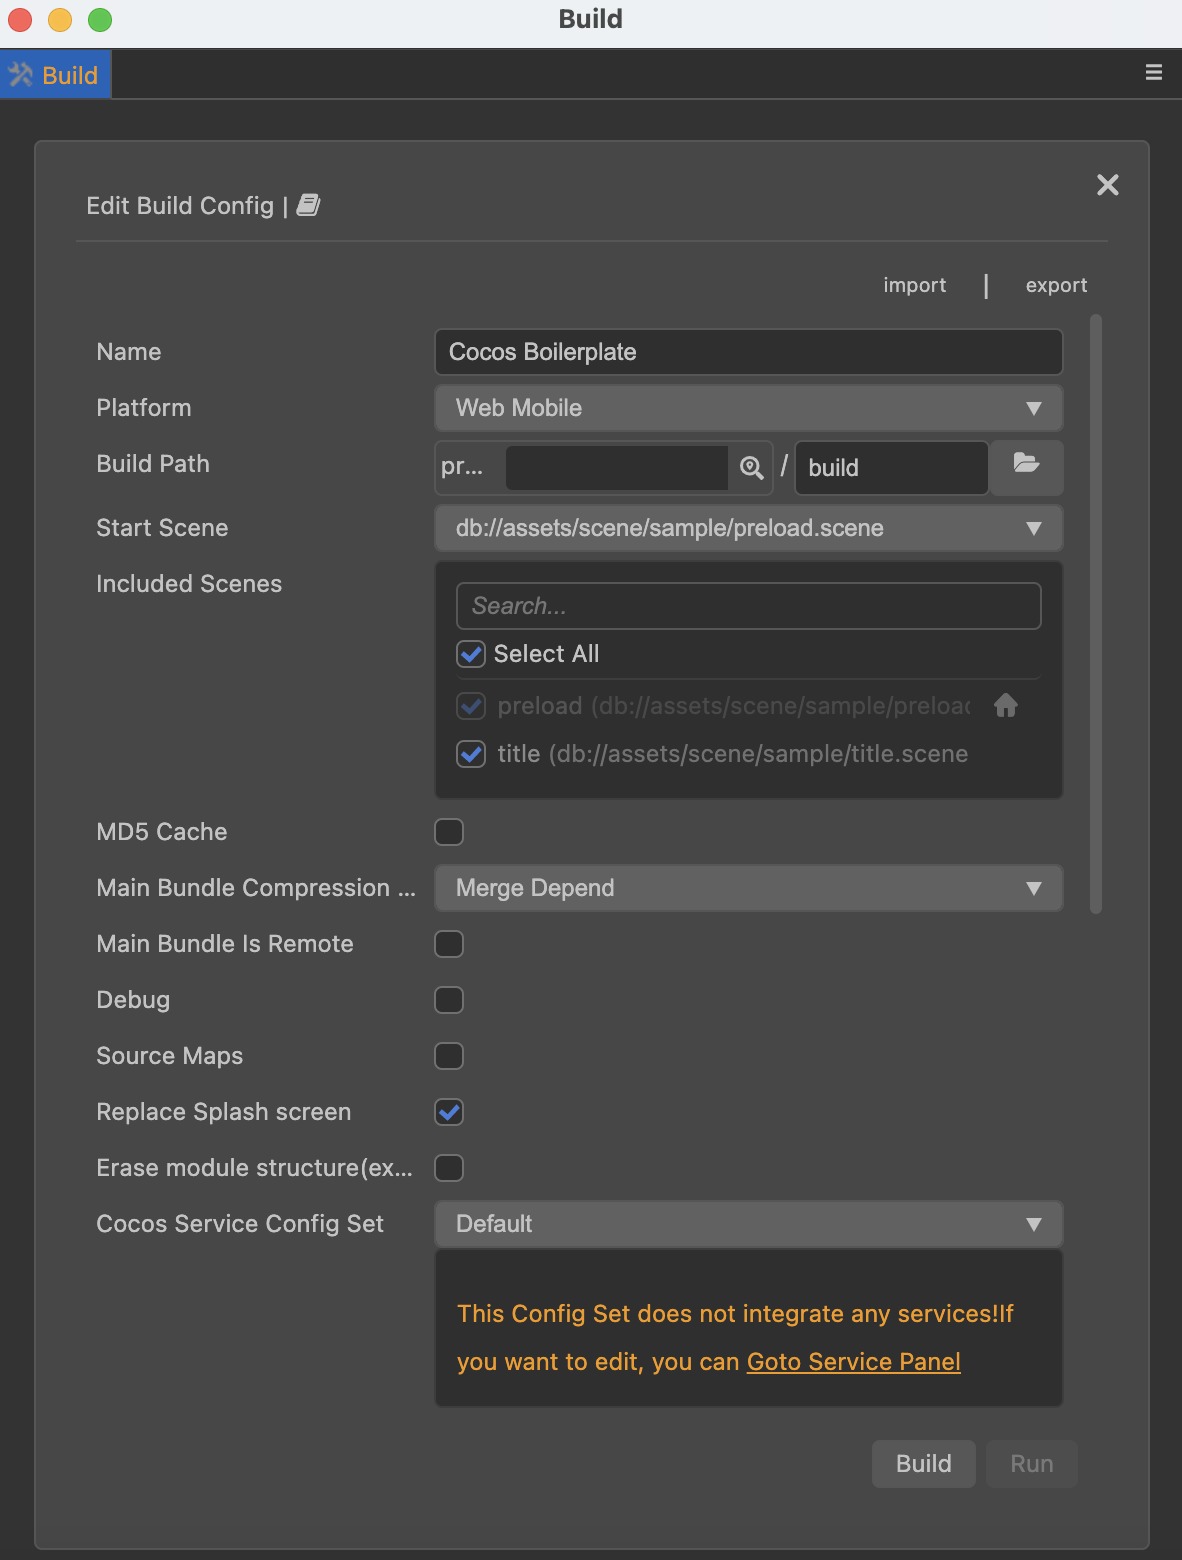 Build
Build
Edit Build Config |
import | export
Name Cocos Boilerplate
Platform Web Mobile
Build Path pr... / build
Start Scene db://assets/scene/sample/preload.scene
Included Scenes
Search...
Select All
preload (db://assets/scene/sample/preload
title (db://assets/scene/sample/title.scene
MD5 Cache
Main Bundle Compression ... Merge Depend
Main Bundle Is Remote
Debug
Source Maps
Replace Splash screen
Erase module structure(ex...
Cocos Service Config Set Default
This Config Set does not integrate any services!If
you want to edit, you can Goto Service Panel
Build Run